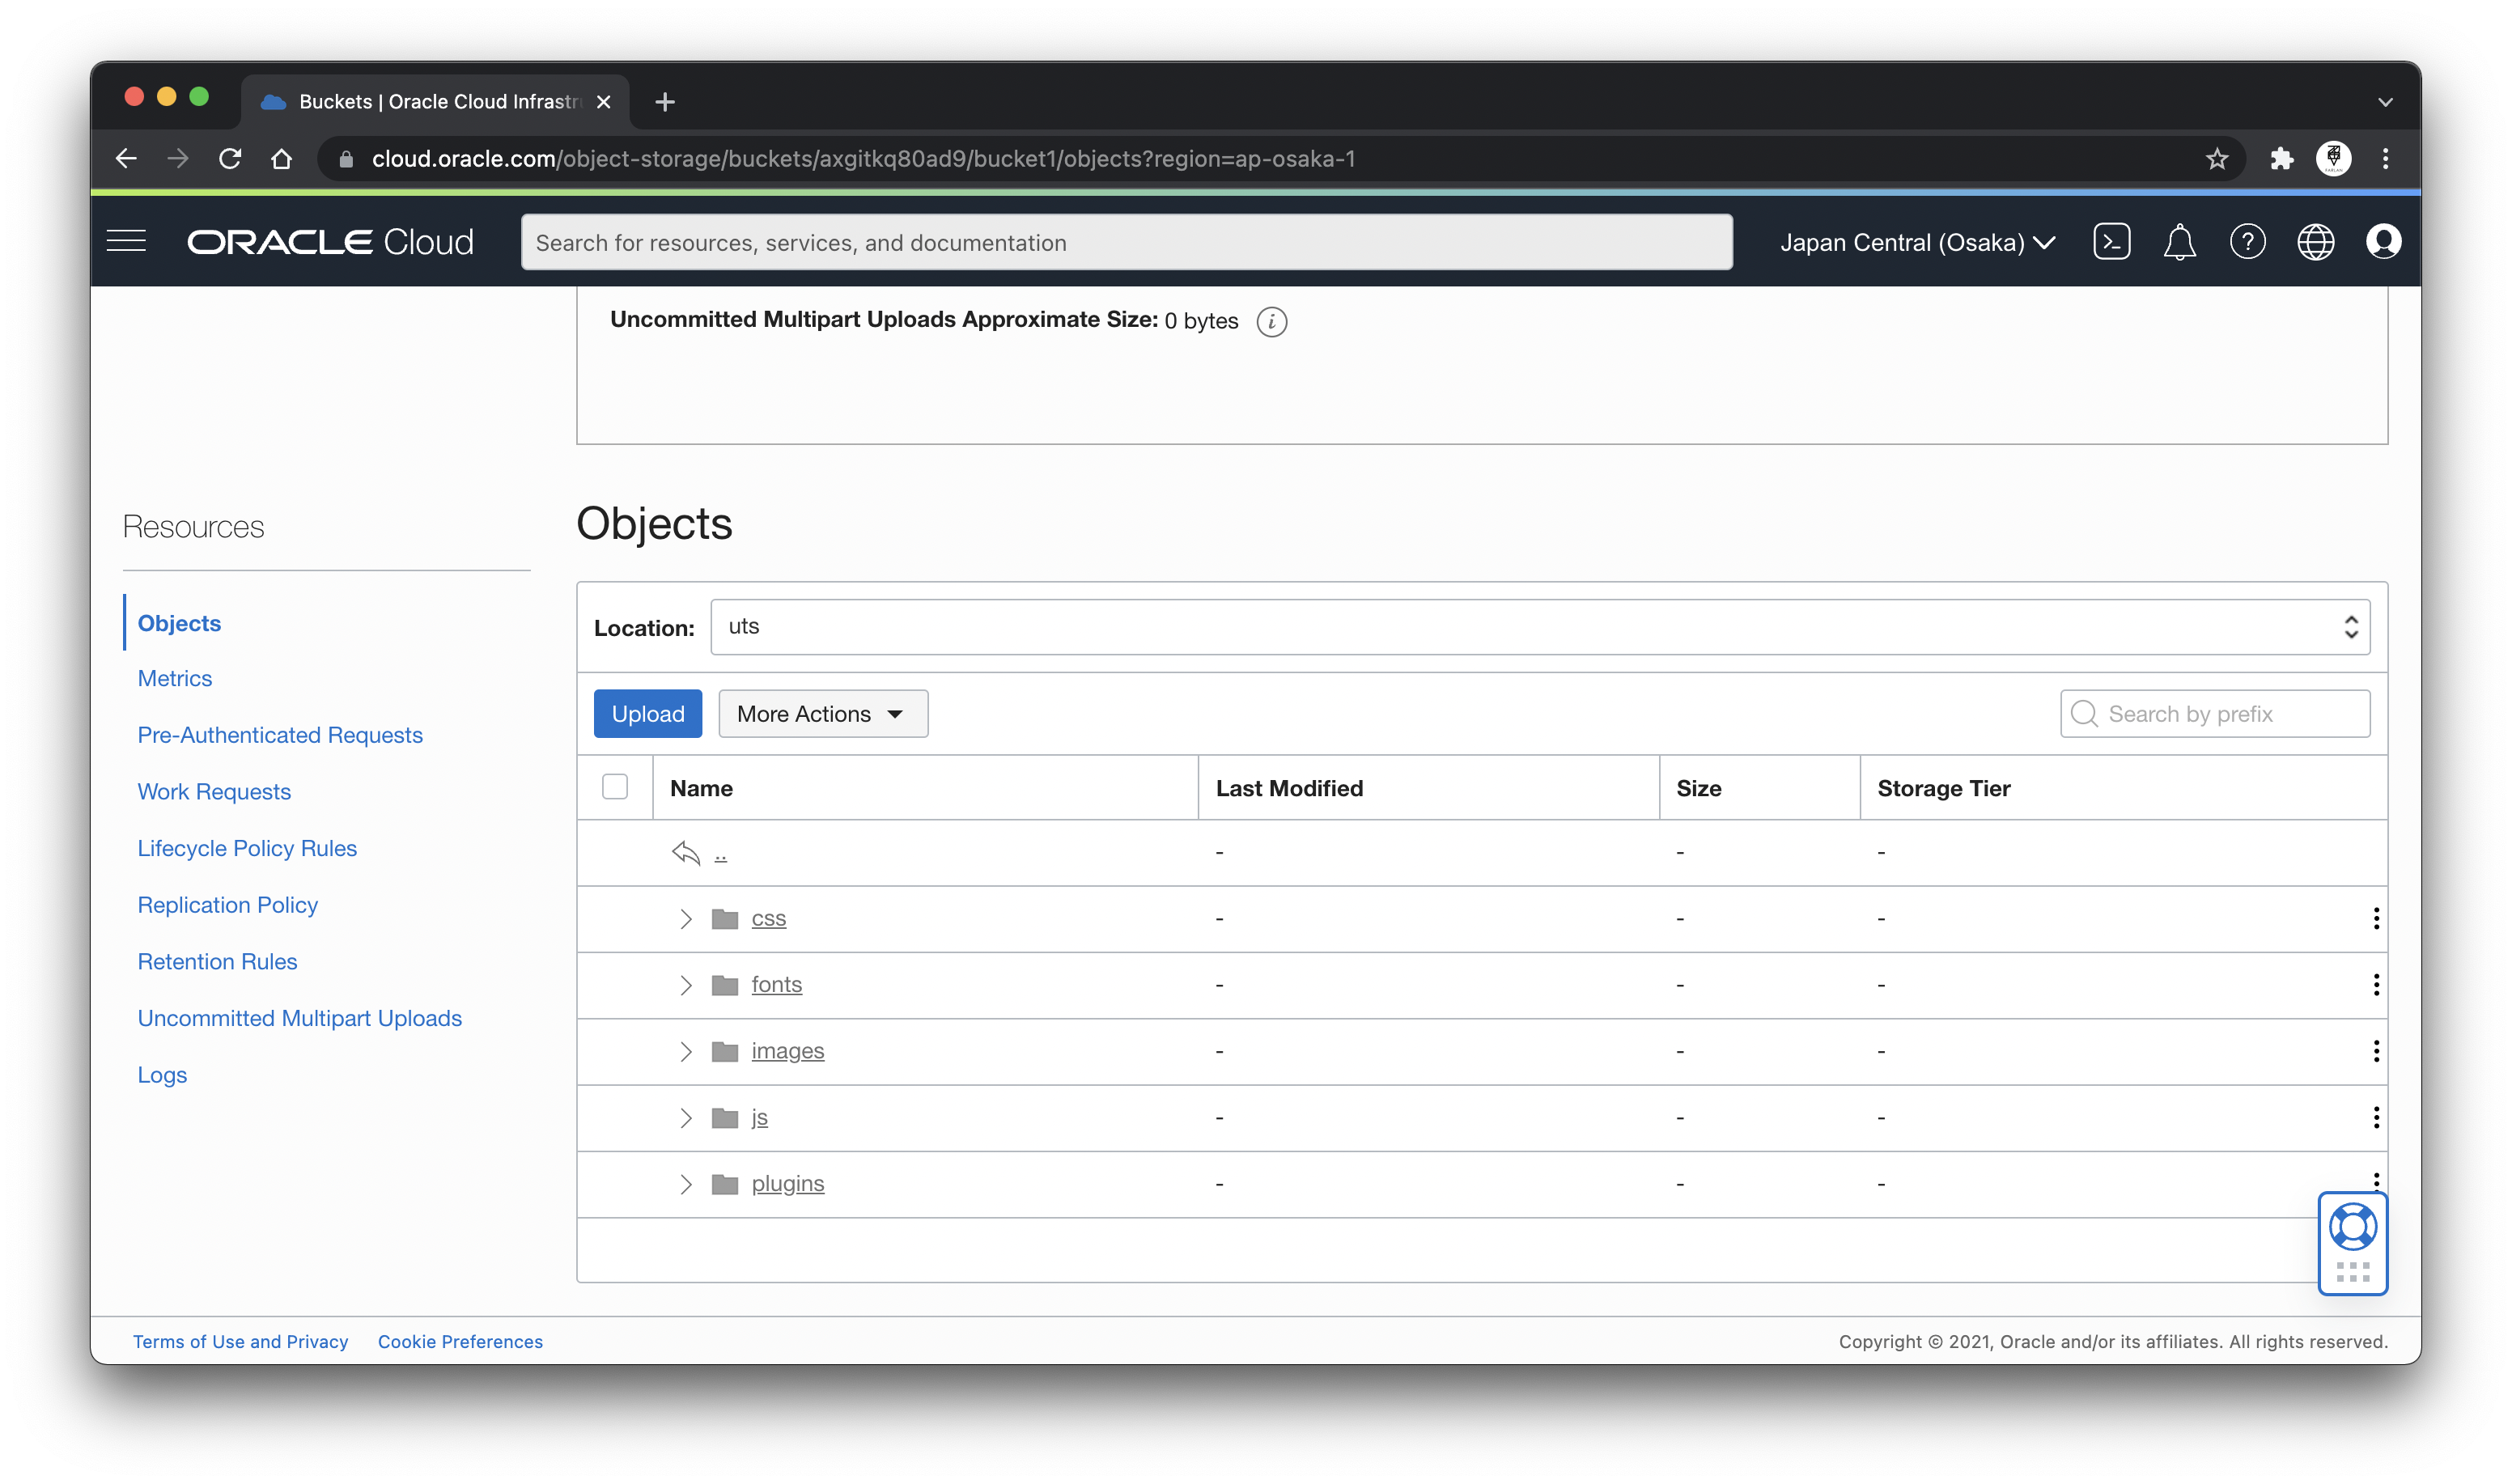 Buckets | Oracle Cloud Infrastr
cloud.oracle.com/object-storage/buckets/axgitkq80ad9/bucket1/objects?region=ap-osaka-1
ORACLE Cloud
Search for resources, services, and documentation
Japan Central (Osaka)
Uncommitted Multipart Uploads Approximate Size: 0 bytes
Resources
Objects
Metrics
Pre-Authenticated Requests
Work Requests
Lifecycle Policy Rules
Replication Policy
Retention Rules
Uncommitted Multipart Uploads
Logs
Objects
Location: uts
Upload More Actions Search by prefix
Name Last Modified Size Storage Tier
.. - - -
css - - -
fonts - - -
images - - -
js - - -
plugins - - -
Terms of Use and Privacy Cookie Preferences Copyright © 2021, Oracle and/or its affiliates. All rights reserved.